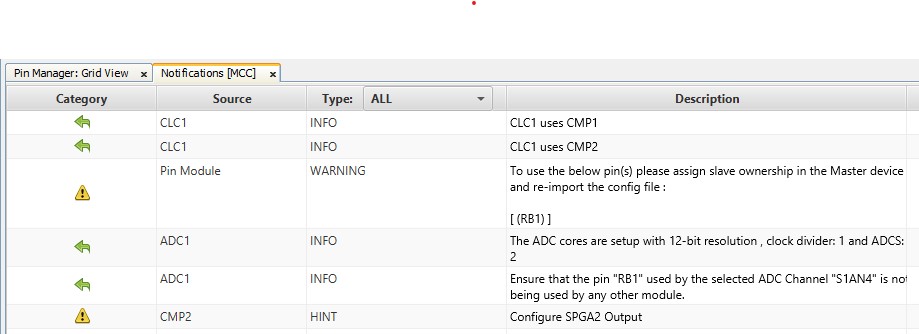 Pin Manager: Grid View × Notifications [MCC] ×
Category Source Type: ALL Description
CLC1 INFO CLC1 uses CMP1
CLC1 INFO CLC1 uses CMP2
Pin Module WARNING To use the below pin(s) please assign slave ownership in the Master device
and re-import the config file :
[ (RB1) ]
ADC1 INFO The ADC cores are setup with 12-bit resolution , clock divider: 1 and ADCS:
2
ADC1 INFO Ensure that the pin "RB1" used by the selected ADC Channel "S1AN4" is not
being used by any other module.
CMP2 HINT Configure SPGA2 Output